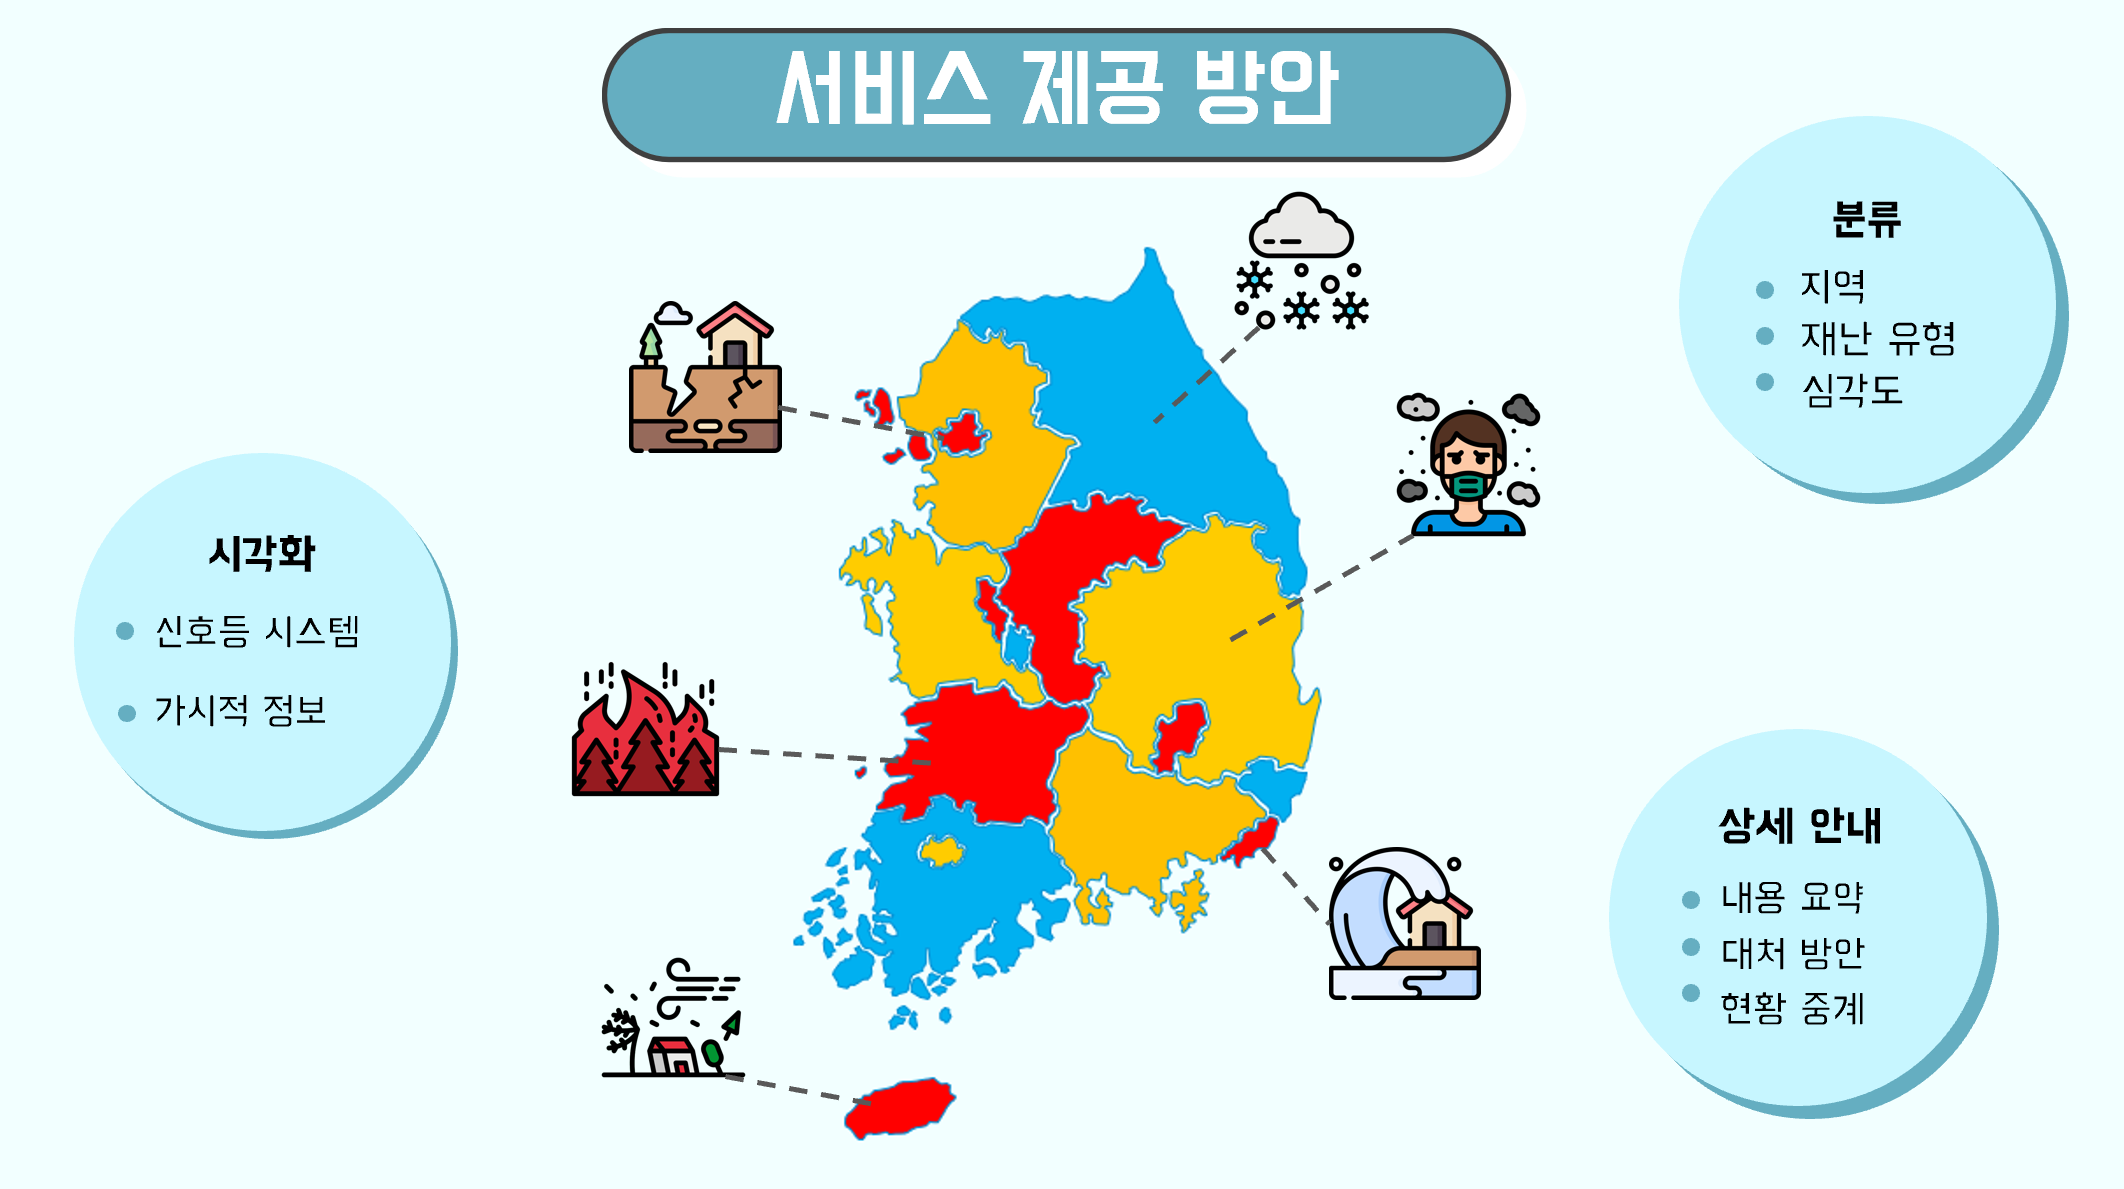 서비스 제공 방안
분류
지역
재난 유형
심각도
시각화
신호등 시스템
가시적 정보
상세 안내
내용 요약
대처 방안
현황 중계